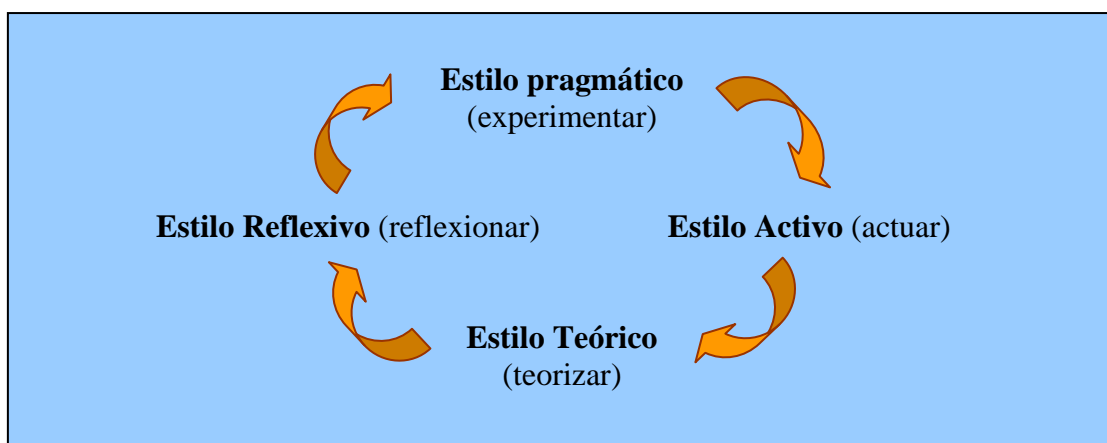 Estilo pragmático
(experimentar)
Estilo Reflexivo (reflexionar)
Estilo Activo (actuar)
Estilo Teórico
(teorizar)